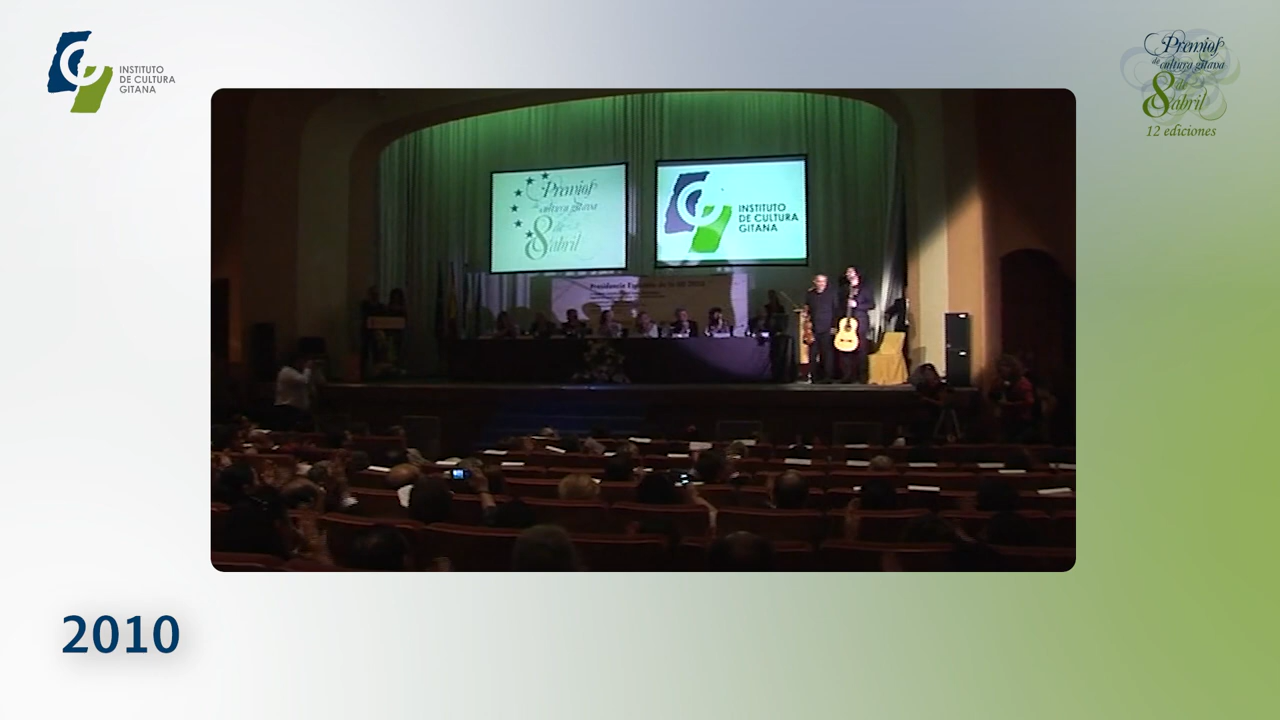 INSTITUTO
DE CULTURA
GITANA
Premios
de cultura gitana
8 de
abril
12 ediciones
Premios
de cultura gitana
8 de
abril
INSTITUTO
DE CULTURA
GITANA
2010